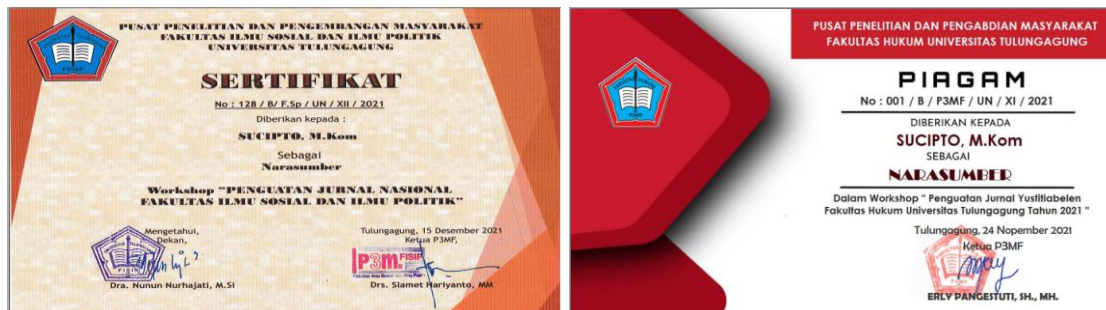 PUSAT PENELITIAN DAN PENGEMBANGAN MASYARAKAT
FAKULTAS ILMU SOSIAL DAN ILMU POLITIK
UNIVERSITAS TULUNGAGUNG
SERTIFIKAT
No : 128 / B/ F.Sp / UN / XII / 2021
Diberikan kepada :
SUCIPTO, M.Kom
Sebagai
Narasumber
Workshop "PENGUATAN JURNAL NASIONAL
FAKULTAS ILMU SOSIAL DAN ILMU POLITIK"
Mengetahui,
Dekan,
FISIP
Dra. Nunun Nurhajati, M.Si
Tulungagung, 15 Desember 2021
Ketua P3MF,
P3m. FISIP
Drs. Slamet Hariyanto, MM
PUSAT PENELITIAN DAN PENGABDIAN MASYARAKAT
FAKULTAS HUKUM UNIVERSITAS TULUNGAGUNG
PIAGAM
No : 001 / B / P3MF / UN / XI / 2021
DIBERIKAN KEPADA
SUCIPTO, M.Kom
SEBAGAI
NARASUMBER
Dalam Workshop " Penguatan Jurnal Yustitiabelen
Fakultas Hukum Universitas Tulungagung Tahun 2021 "
Tulungagung, 24 Nopember 2021
Ketua P3MF
ERLY PANGESTUTI, SH., MH.